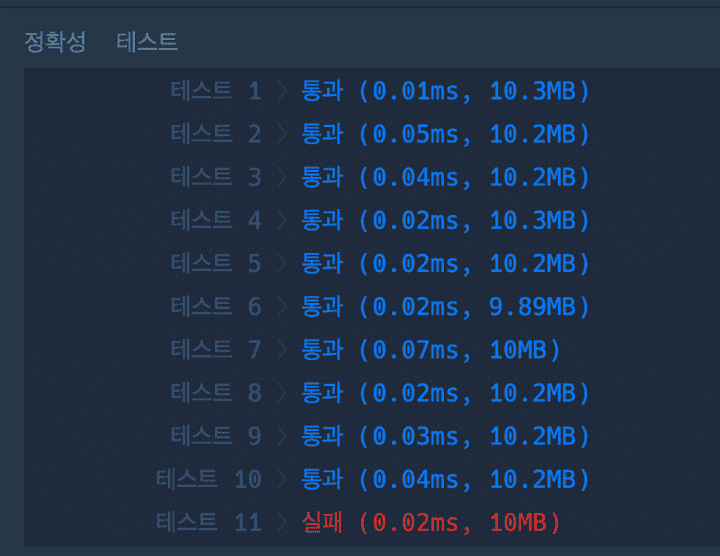 정확성 테스트
테스트 1 〉 통과 (0.01ms, 10.3MB)
테스트 2 〉 통과 (0.05ms, 10.2MB)
테스트 3 〉 통과 (0.04ms, 10.2MB)
테스트 4 〉 통과 (0.02ms, 10.3MB)
테스트 5 〉 통과 (0.02ms, 10.2MB)
테스트 6 〉 통과 (0.02ms, 9.89MB)
테스트 7 〉 통과 (0.07ms, 10MB)
테스트 8 〉 통과 (0.02ms, 10.2MB)
테스트 9 〉 통과 (0.03ms, 10.2MB)
테스트 10 〉 통과 (0.04ms, 10.2MB)
테스트 11 〉 실패 (0.02ms, 10MB)